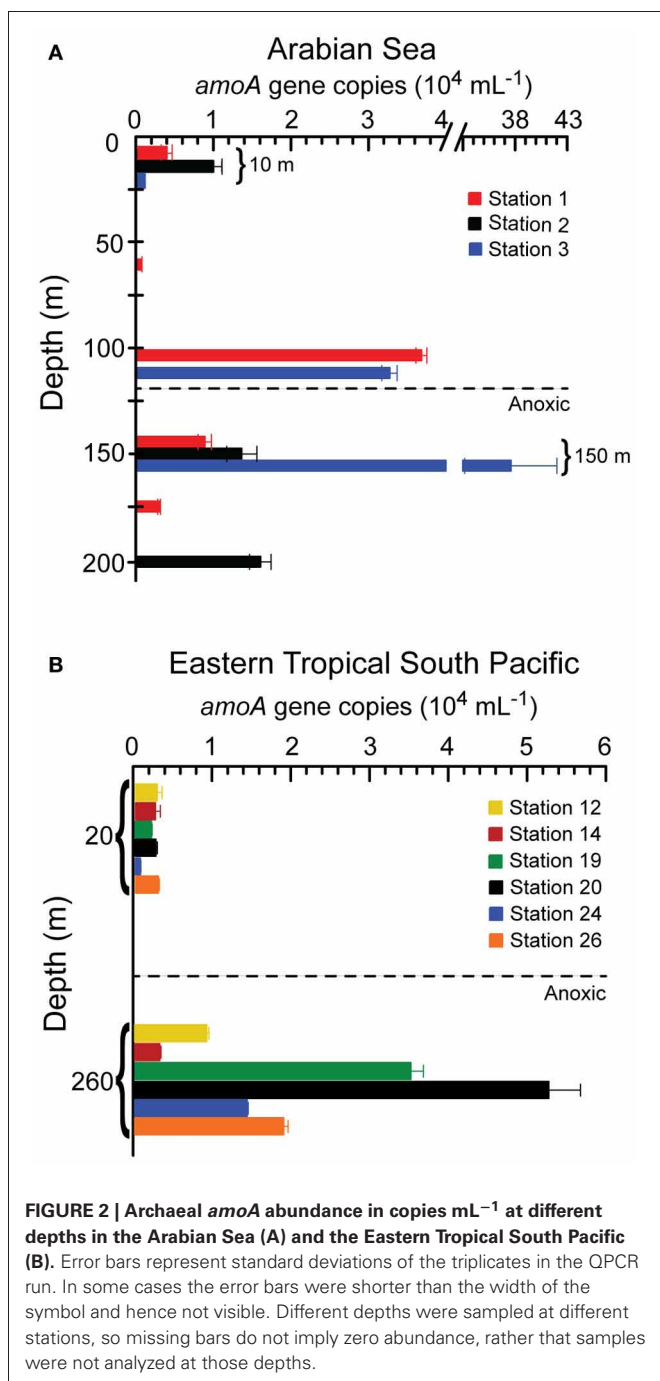 A
Arabian Sea
amoA gene copies (10⁴ mL⁻¹)
0 1 2 3 4 38 43
0
10 m
Station 1
Station 2
Station 3
50
100
Anoxic
150
150 m
200
Depth (m)
B
Eastern Tropical South Pacific
amoA gene copies (10⁴ mL⁻¹)
0 1 2 3 4 5 6
Station 12
Station 14
Station 19
Station 20
Station 24
Station 26
20
Anoxic
260
Depth (m)
FIGURE 2 | Archaeal amoA abundance in copies mL⁻¹ at different
depths in the Arabian Sea (A) and the Eastern Tropical South Pacific
(B). Error bars represent standard deviations of the triplicates in the QPCR
run. In some cases the error bars were shorter than the width of the
symbol and hence not visible. Different depths were sampled at different
stations, so missing bars do not imply zero abundance, rather that samples
were not analyzed at those depths.